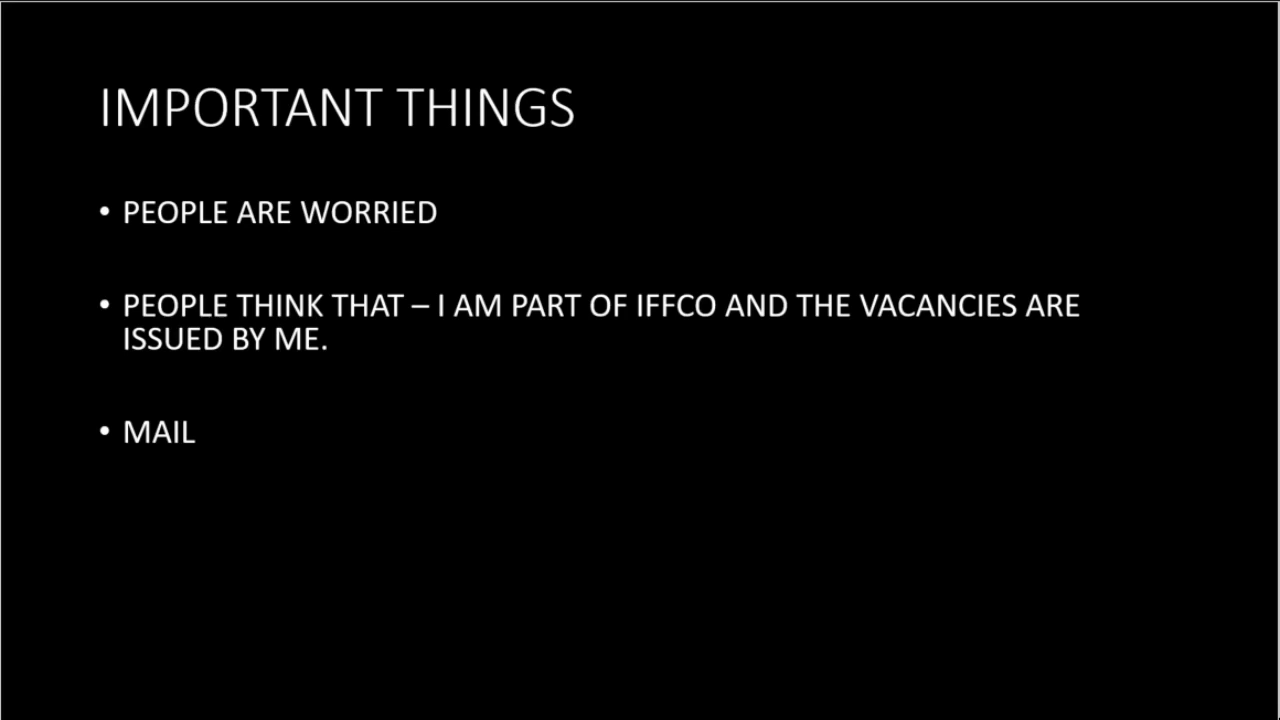 IMPORTANT THINGS
• PEOPLE ARE WORRIED
• PEOPLE THINK THAT – I AM PART OF IFFCO AND THE VACANCIES ARE
ISSUED BY ME.
• MAIL